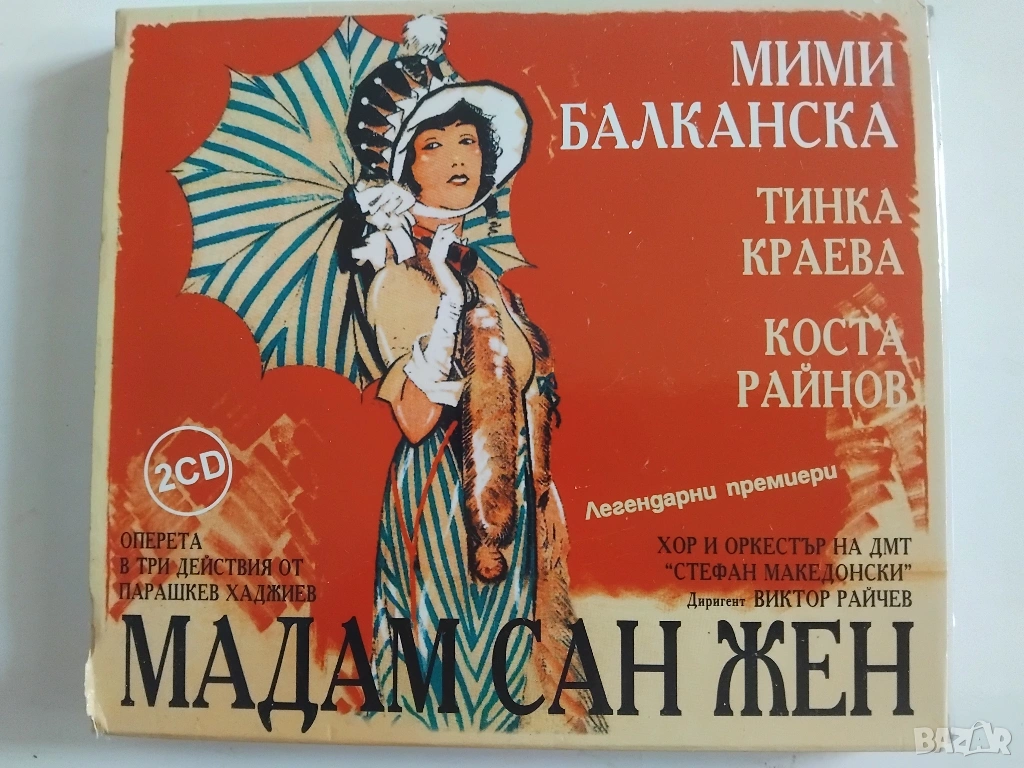 МИМИ
БАЛКАНСКА
ТИНКА
КРАЕВА
КОСТА
РАЙНОВ
2CD
Легендарни премиери
ОПЕРЕТА
В ТРИ ДЕЙСТВИЯ ОТ
ПАРАШКЕВ ХАДЖИЕВ
ХОР И ОРКЕСТЪР НА ДМТ
"СТЕФАН МАКЕДОНСКИ"
Диригент ВИКТОР РАЙЧЕВ
МАДАМ САН ЖЕН
BAZAR